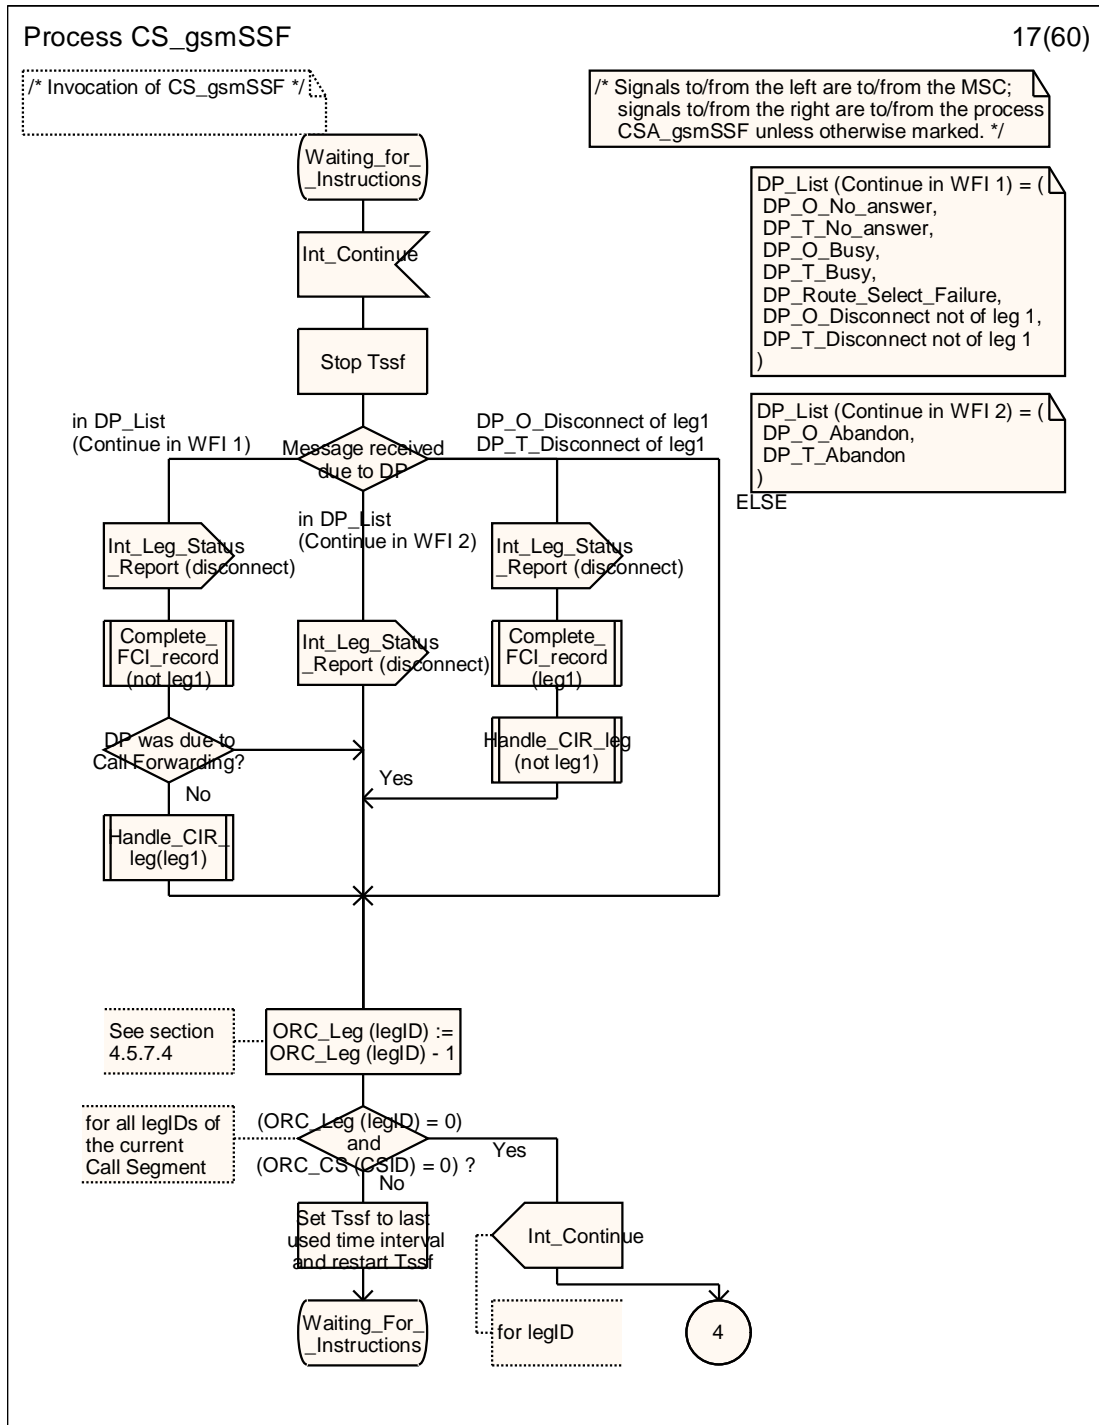 Process CS_gsmSSF
17(60)
/* Invocation of CS_gsmSSF */
/* Signals to/from the left are to/from the MSC;
signals to/from the right are to/from the process
CSA_gsmSSF unless otherwise marked. */
Waiting_for_
_Instructions
DP_List (Continue in WFI 1) = (
DP_O_No_answer,
DP_T_No_answer,
DP_O_Busy,
DP_T_Busy,
DP_Route_Select_Failure,
DP_O_Disconnect not of leg 1,
DP_T_Disconnect not of leg 1
)
Int_Continue
Stop Tssf
DP_List (Continue in WFI 2) = (
DP_O_Abandon,
DP_T_Abandon
)
in DP_List
(Continue in WFI 1)
Message received
due to DP
DP_O_Disconnect of leg1
DP_T_Disconnect of leg1
ELSE
in DP_List
(Continue in WFI 2)
Int_Leg_Status
_Report (disconnect)
Int_Leg_Status
_Report (disconnect)
Complete_
FCI_record
(not leg1)
Int_Leg_Status
_Report (disconnect)
Complete_
FCI_record
(leg1)
DP was due to
Call Forwarding?
Handle_CIR_leg
(not leg1)
Yes
No
Handle_CIR_
leg(leg1)
See section
4.5.7.4
ORC_Leg (legID) :=
ORC_Leg (legID) - 1
for all legIDs of
the current
Call Segment
(ORC_Leg (legID) = 0)
and
(ORC_CS (CSID) = 0) ?
Yes
No
Set Tssf to last
used time interval
and restart Tssf
Int_Continue
Waiting_For_
_Instructions
for legID
4